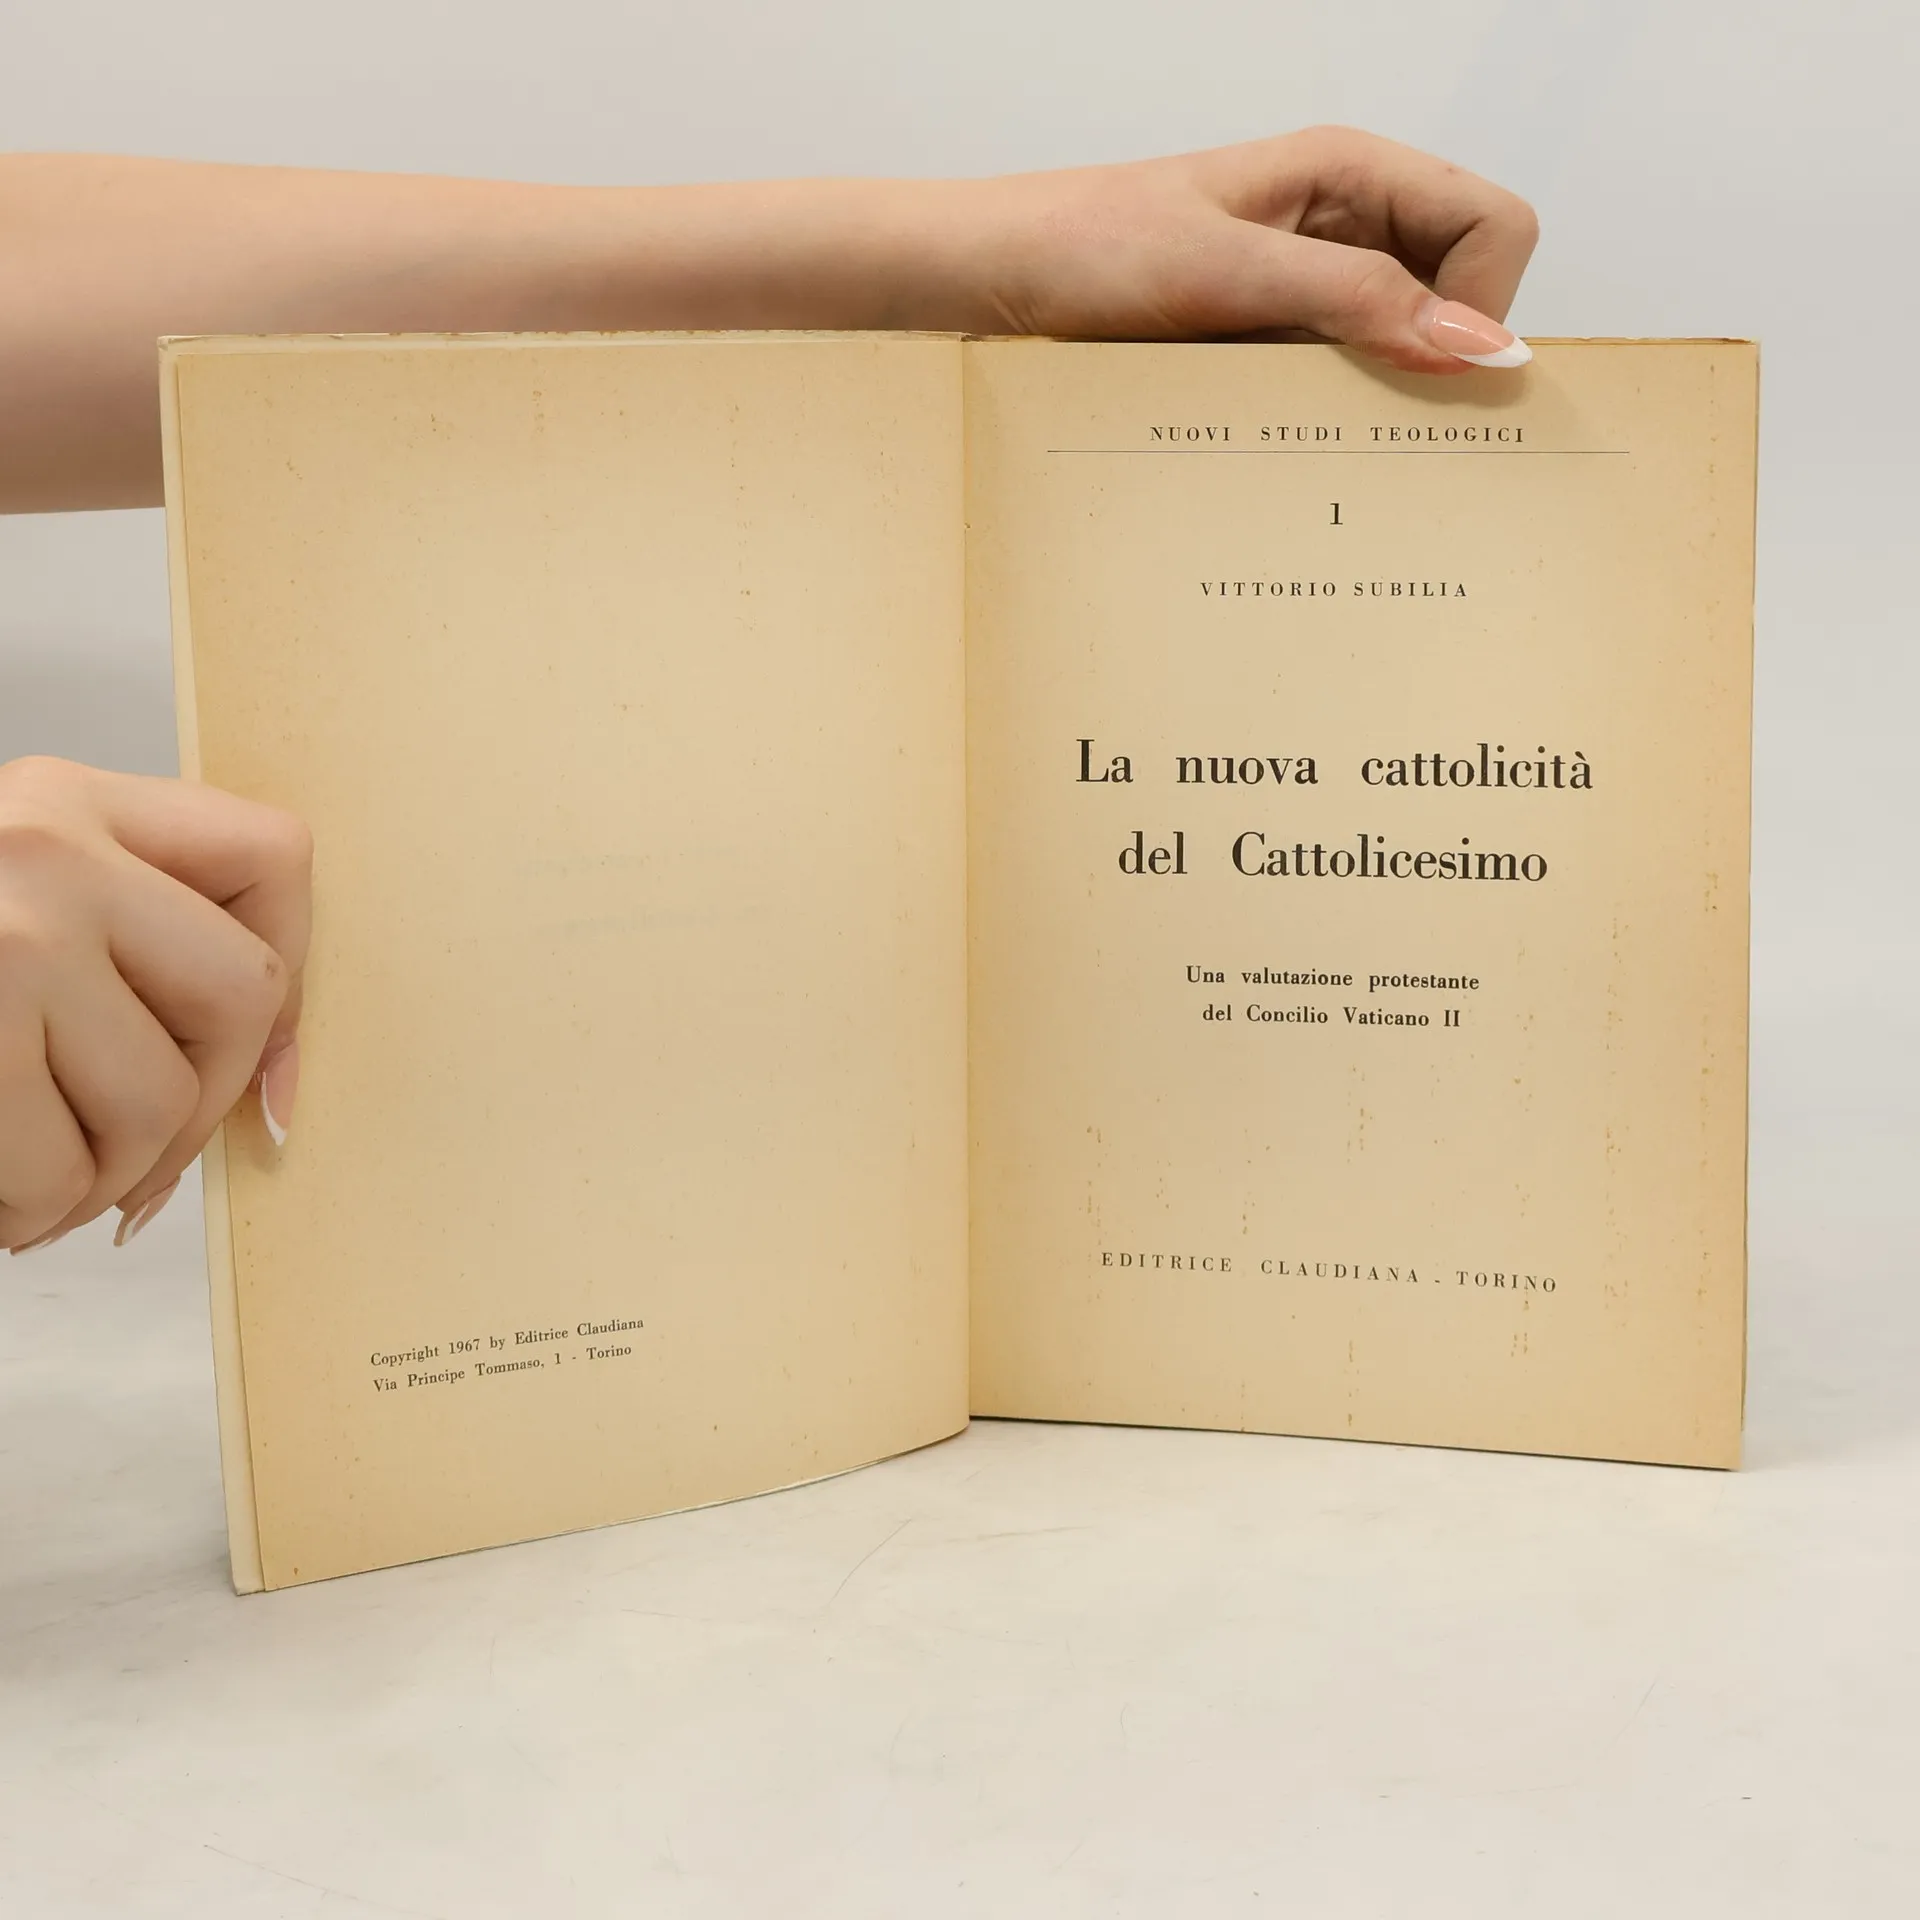 Copyright 1967 by Editrice Claudiana
Via Principe Tommaso, 1 - Torino
NUOVI STUDI TEOLOGICI
1
VITTORIO SUBILIA
La nuova cattolicità
del Cattolicesimo
Una valutazione protestante
del Concilio Vaticano II
EDITRICE CLAUDIANA - TORINO